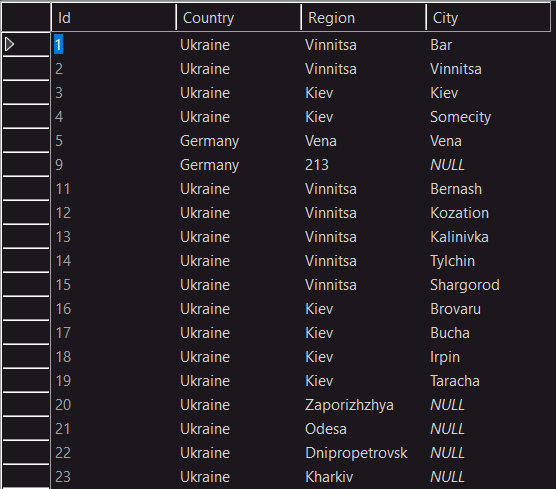 Id Country Region City
1 Ukraine Vinnitsa Bar
2 Ukraine Vinnitsa Vinnitsa
3 Ukraine Kiev Kiev
4 Ukraine Kiev Somecity
5 Germany Vena Vena
9 Germany 213 NULL
11 Ukraine Vinnitsa Bernash
12 Ukraine Vinnitsa Kozation
13 Ukraine Vinnitsa Kalinivka
14 Ukraine Vinnitsa Tylchin
15 Ukraine Vinnitsa Shargorod
16 Ukraine Kiev Brovaru
17 Ukraine Kiev Bucha
18 Ukraine Kiev Irpin
19 Ukraine Kiev Taracha
20 Ukraine Zaporizhzhya NULL
21 Ukraine Odesa NULL
22 Ukraine Dnipropetrovsk NULL
23 Ukraine Kharkiv NULL